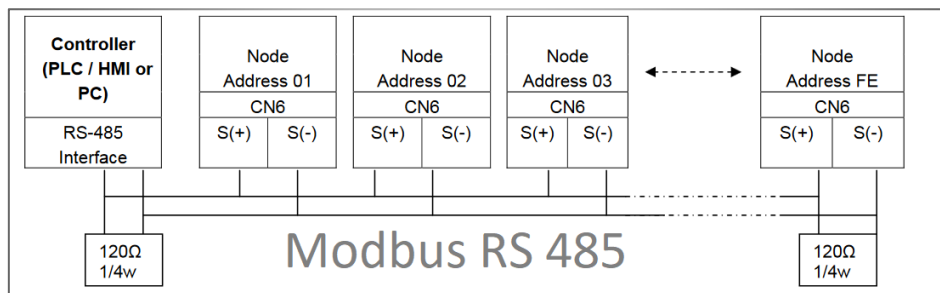 Controller
(PLC / HMI or
PC)
RS-485
Interface
Node
Address 01
CN6
S(+) S(-)
Node
Address 02
CN6
S(+) S(-)
Node
Address 03
CN6
S(+) S(-)
Node
Address FE
CN6
S(+) S(-)
120Ω
1/4w
Modbus RS 485
120Ω
1/4w